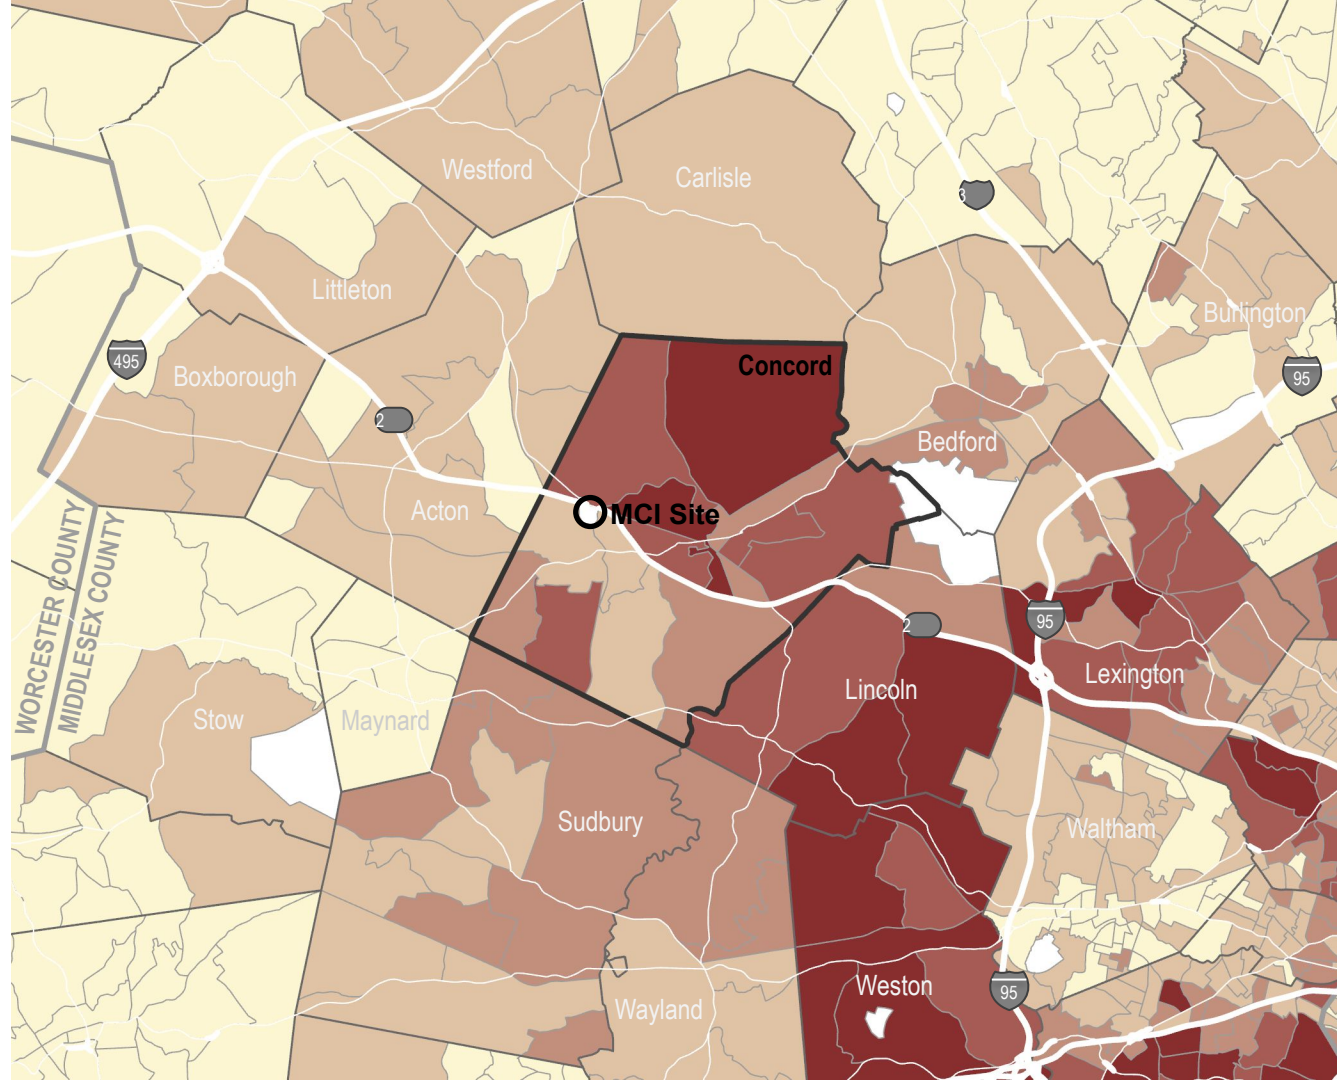 Westford
Carlisle
3
Littleton
Burlington
495
Boxborough
Concord
95
2
Bedford
Acton
MCI Site
WORCESTER COUNTY
MIDDLESEX COUNTY
95
2
Lexington
Lincoln
Stow
Maynard
Sudbury
Waltham
Weston
95
Wayland